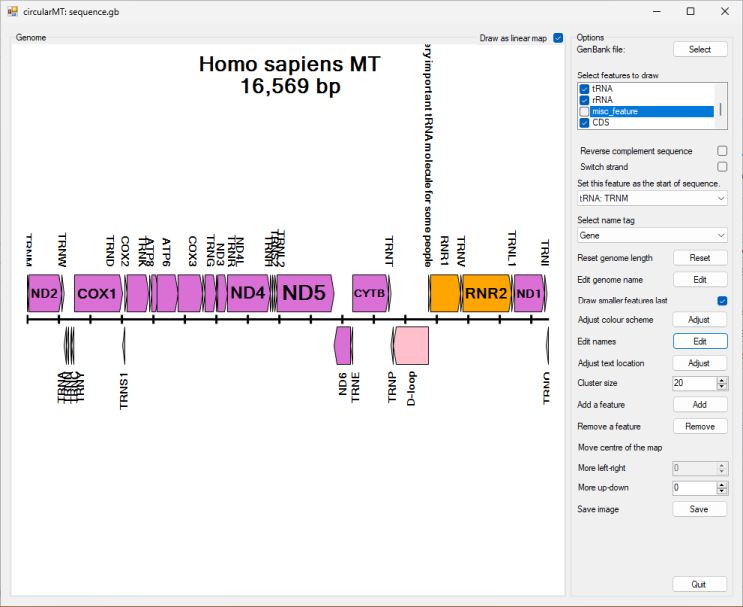 circularMT: sequence.gb
Genome
Draw as linear map
Homo sapiens MT
16,569 bp
ery important tRNA molecule for some people
TRNM
TRNW
TRND
COX2
TRNK
ATP8
ATP6
COX3
TRNG
ND3
TRNR
ND4L
TRNH
TRNL2
TRNT
RNR1
TRNV
TRNL1
TRNI
ND2
COX1
ND4
ND5
CYTB
RNR2
ND1
TRNA
TRNY
TRNS1
ND6
TRNE
TRNP
D-loop
TRNQ
Options
GenBank file:
Select
Select features to draw
tRNA
rRNA
misc_feature
CDS
Reverse complement sequence
Switch strand
Set this feature as the start of sequence.
tRNA: TRNM
Select name tag
Gene
Reset genome length
Reset
Edit genome name
Edit
Draw smaller features last
Adjust colour scheme
Adjust
Edit names
Edit
Adjust text location
Adjust
Cluster size
20
Add a feature
Add
Remove a feature
Remove
Move centre of the map
More left-right
0
More up-down
0
Save image
Save
Quit